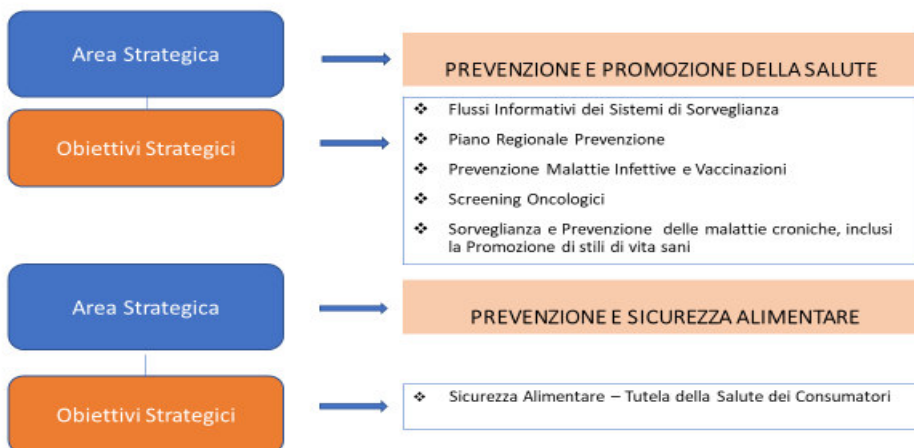 Area Strategica
PREVENZIONE E PROMOZIONE DELLA SALUTE
Obiettivi Strategici
❖ Flussi Informativi dei Sistemi di Sorveglianza
❖ Piano Regionale Prevenzione
❖ Prevenzione Malattie Infettive e Vaccinazioni
❖ Screening Oncologici
❖ Sorveglianza e Prevenzione delle malattie croniche, inclusi
la Promozione di stili di vita sani
Area Strategica
PREVENZIONE E SICUREZZA ALIMENTARE
Obiettivi Strategici
❖ Sicurezza Alimentare – Tutela della Salute dei Consumatori